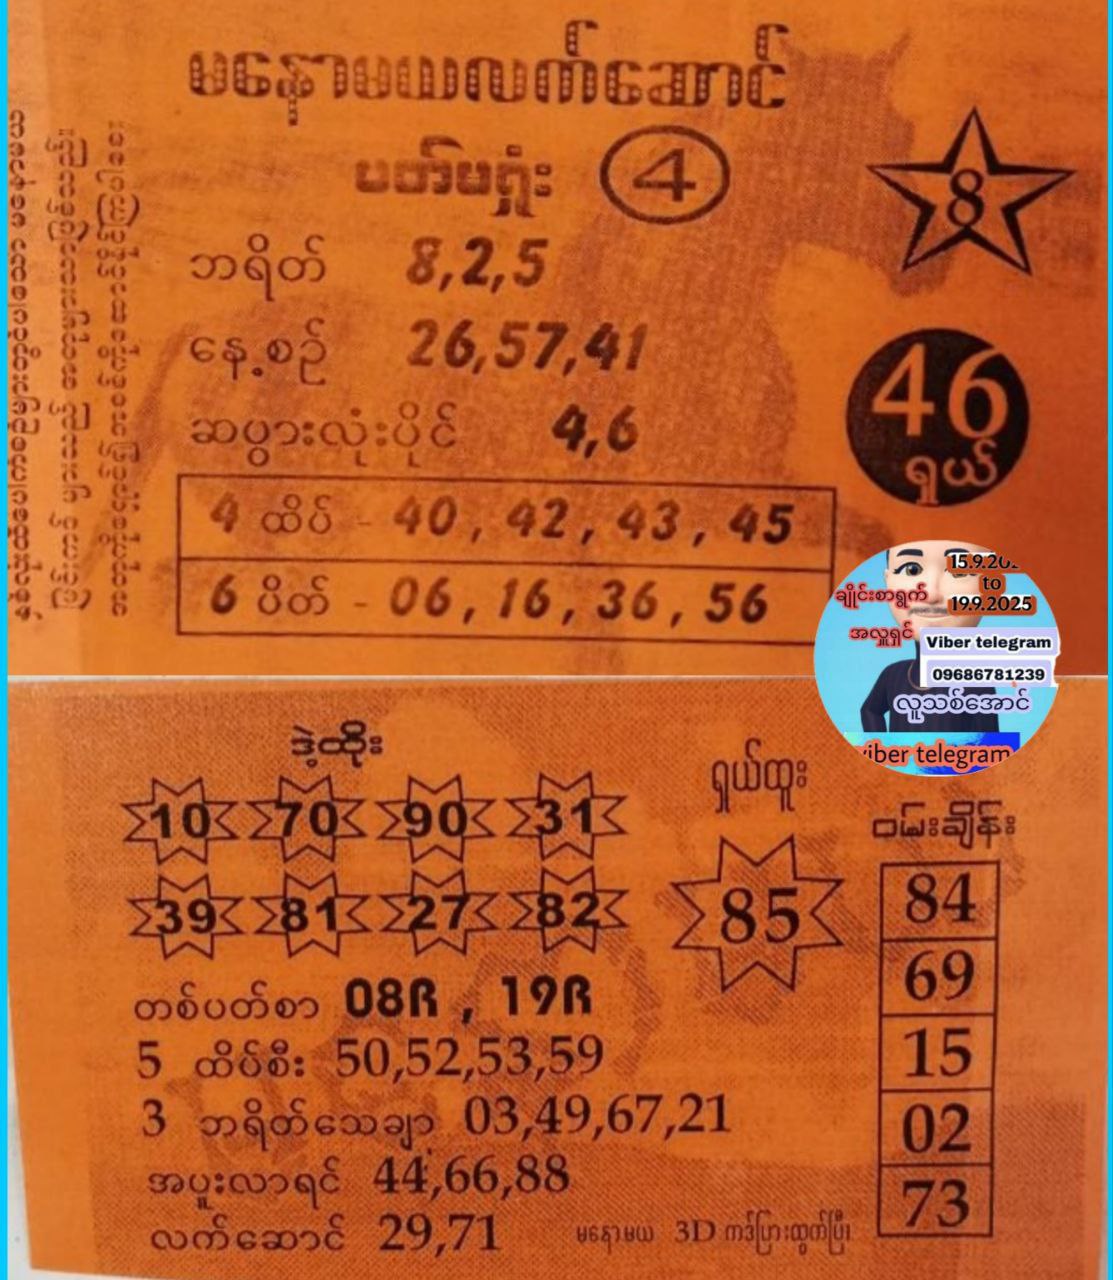 မနောမယလက်ဆောင်
ပတ်မရှုံး 4
8
ဘရိတ် 8,2,5
နေ့စဉ် 26,57,41
ဆပွားလုံးပိုင် 4,6
46
ရှယ်
4 ထိပ် - 40, 42, 43, 45
6 ပိတ် - 06, 16, 36, 56
15.9.202
to
19.9.2025
ချိုင်းစာရွက်
အလှူရှင်
Viber telegram
09686781239
လူသစ်အောင်
viber telegram
ဒဲ့ထိုး
10 70 90 31
39 81 27 82
ရှယ်ထူး
85
ဝမ်းချိန်း
84
69
15
02
73
တစ်ပတ်စာ 08R , 19R
5 ထိပ်စီး 50,52,53,59
3 ဘရိတ်သေချာ 03,49,67,21
အပူးလာရင် 44,66,88
လက်ဆောင် 29,71
မနောမယ 3D ကဒ်ပြားထွက်ပြီ၊